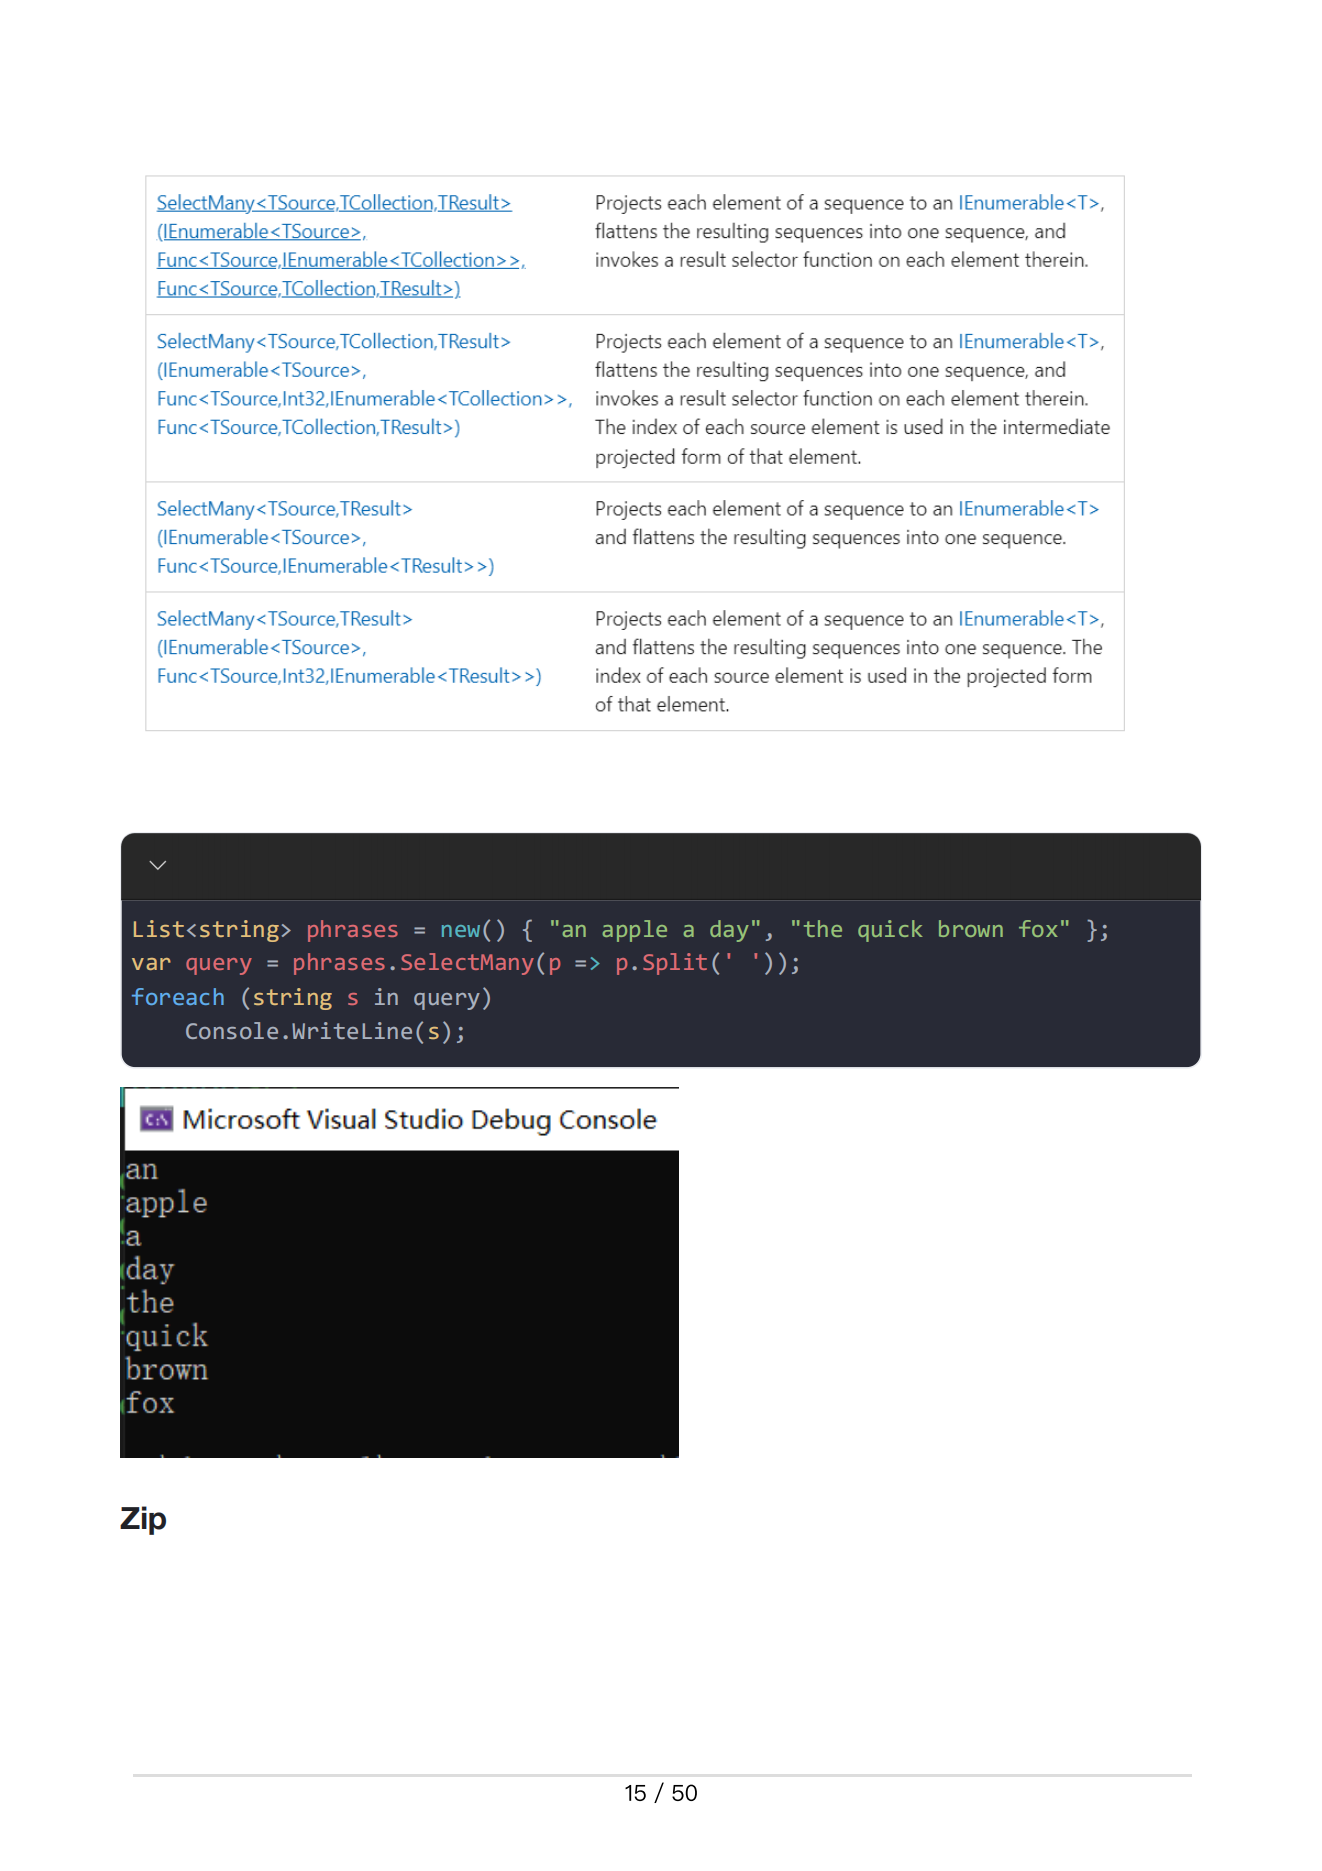 SelectMany<TSource,TCollection,TResult>
(IEnumerable<TSource>,
Func<TSource,IEnumerable<TCollection>>,
Func<TSource,TCollection,TResult>)
Projects each element of a sequence to an IEnumerable<T>,
flattens the resulting sequences into one sequence, and
invokes a result selector function on each element therein.
SelectMany<TSource,TCollection,TResult>
(IEnumerable<TSource>,
Func<TSource,Int32,IEnumerable<TCollection>>,
Func<TSource,TCollection,TResult>)
Projects each element of a sequence to an IEnumerable<T>,
flattens the resulting sequences into one sequence, and
invokes a result selector function on each element therein.
The index of each source element is used in the intermediate
projected form of that element.
SelectMany<TSource,TResult>
(IEnumerable<TSource>,
Func<TSource,IEnumerable<TResult>>)
Projects each element of a sequence to an IEnumerable<T>
and flattens the resulting sequences into one sequence.
SelectMany<TSource,TResult>
(IEnumerable<TSource>,
Func<TSource,Int32,IEnumerable<TResult>>)
Projects each element of a sequence to an IEnumerable<T>,
and flattens the resulting sequences into one sequence. The
index of each source element is used in the projected form
of that element.
List<string> phrases = new() { "an apple a day", "the quick brown fox" };
var query = phrases.SelectMany(p => p.Split(' '));
foreach (string s in query)
    Console.WriteLine(s);
C:\ Microsoft Visual Studio Debug Console
an
apple
a
day
the
quick
brown
fox
Zip
15 / 50